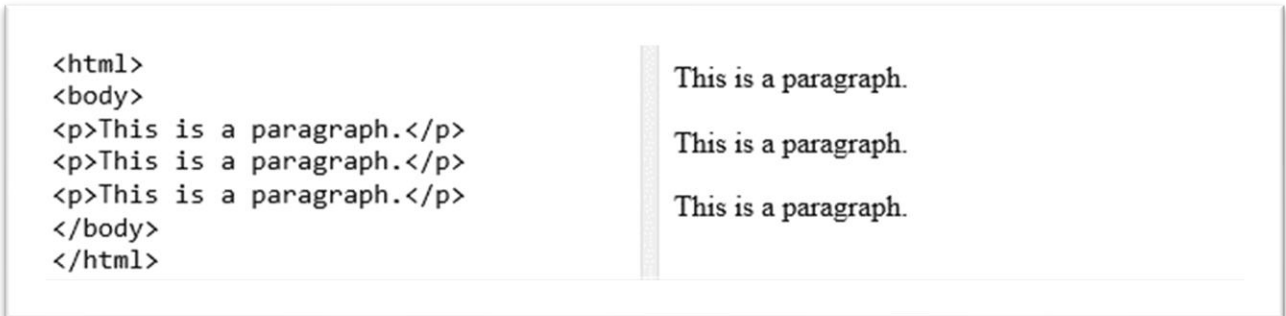 <html>
<body>
<p>This is a paragraph.</p>
<p>This is a paragraph.</p>
<p>This is a paragraph.</p>
</body>
</html>
This is a paragraph.
This is a paragraph.
This is a paragraph.